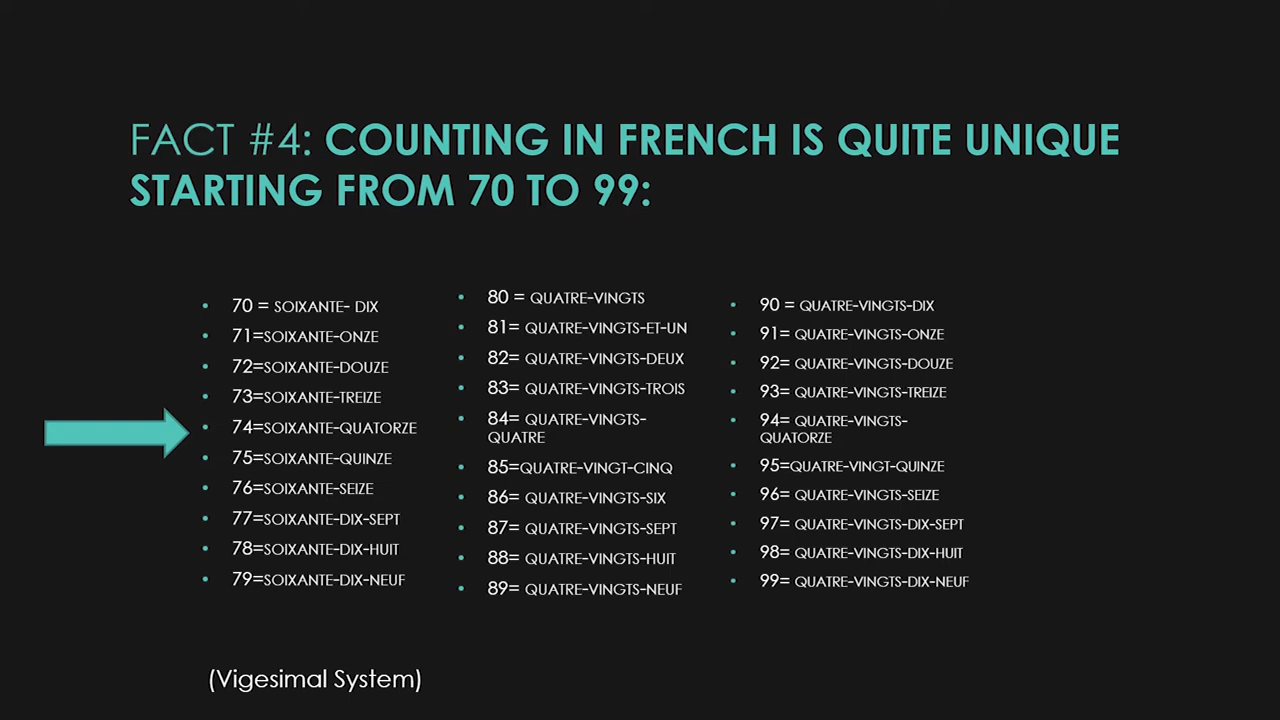 FACT #4: COUNTING IN FRENCH IS QUITE UNIQUE
STARTING FROM 70 TO 99:
70 = SOIXANTE- DIX
71=SOIXANTE-ONZE
72=SOIXANTE-DOUZE
73=SOIXANTE-TREIZE
74=SOIXANTE-QUATORZE
75=SOIXANTE-QUINZE
76=SOIXANTE-SEIZE
77=SOIXANTE-DIX-SEPT
78=SOIXANTE-DIX-HUIT
79=SOIXANTE-DIX-NEUF
80 = QUATRE-VINGTS
81= QUATRE-VINGTS-ET-UN
82= QUATRE-VINGTS-DEUX
83= QUATRE-VINGTS-TROIS
84= QUATRE-VINGTS-
QUATRE
85=QUATRE-VINGT-CINQ
86= QUATRE-VINGTS-SIX
87= QUATRE-VINGTS-SEPT
88= QUATRE-VINGTS-HUIT
89= QUATRE-VINGTS-NEUF
90 = QUATRE-VINGTS-DIX
91= QUATRE-VINGTS-ONZE
92= QUATRE-VINGTS-DOUZE
93= QUATRE-VINGTS-TREIZE
94= QUATRE-VINGTS-
QUATORZE
95=QUATRE-VINGT-QUINZE
96= QUATRE-VINGTS-SEIZE
97= QUATRE-VINGTS-DIX-SEPT
98= QUATRE-VINGTS-DIX-HUIT
99= QUATRE-VINGTS-DIX-NEUF
(Vigesimal System)